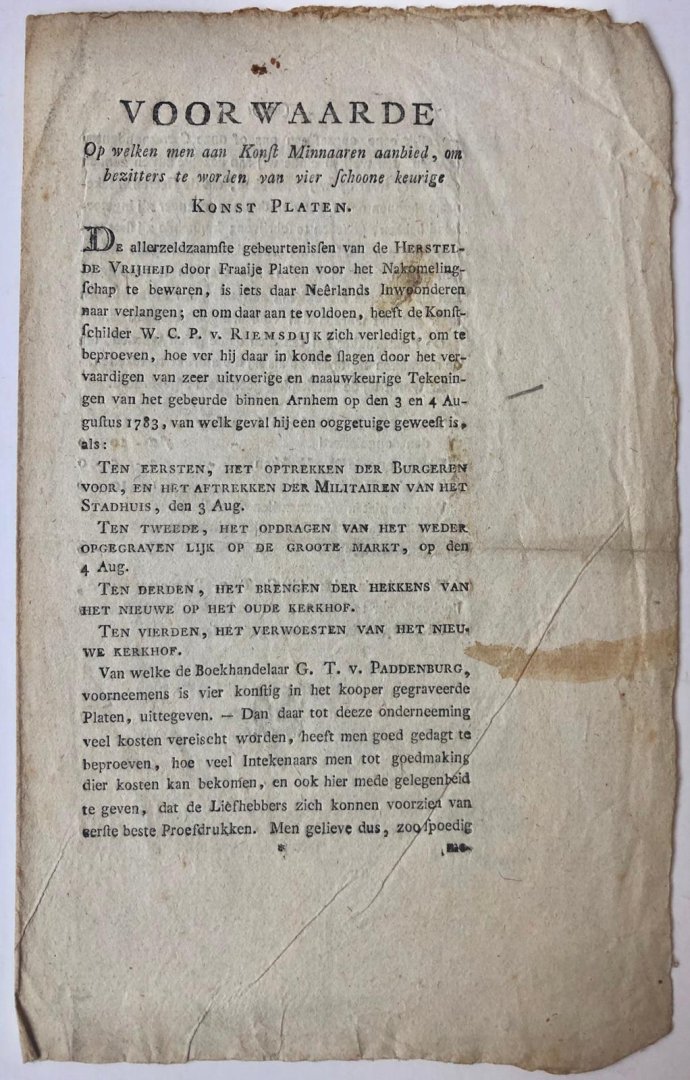 VOORWAARDE
Op welken men aan Konſt Minnaaren aanbied, om
bezitters te worden van vier ſchoone keurige
KONST PLATEN.
DE allerzeldzaamſte gebeurteniſſen van de HERSTEL-
DE VRIJHEID door Fraaije Platen voor het Nakomeling-
ſchap te bewaren, is iets daar Neêrlands Inwoonderen
naar verlangen; en om daar aan te voldoen, heeft de Konſt-
ſchilder W. C. P. v. RIEMSDIJK zich verledigt, om te
beproeven, hoe ver hij daar in konde ſlagen door het ver-
vaardigen van zeer uitvoerige en naauwkeurige Tekenin-
gen van het gebeurde binnen Arnhem op den 3 en 4 Au-
guſtus 1783, van welk geval hij een ooggetuige geweeſt is,
als:
TEN EERSTEN, HET OPTREKKEN DER BURGEREN
VOOR, EN HET AFTREKKEN DER MILITAIREN VAN HET
STADHUIS, den 3 Aug.
TEN TWEEDE, HET OPDRAGEN VAN HET WEDER
OPGEGRAVEN LIJK OP DE GROOTE MARKT, op den
4 Aug.
TEN DERDEN, HET BRENGEN DER HEKKENS VAN
HET NIEUWE OP HET OUDE KERKHOF.
TEN VIERDEN, HET VERWOESTEN VAN HET NIEU-
WE KERKHOF.
Van welke de Boekhandelaar G. T. v. PADDENBURG,
voorneemens is vier konſtig in het kooper gegraveerde
Platen, uittegeven. — Dan daar tot deeze onderneeming
veel koſten vereiſcht worden, heeft men goed gedagt te
beproeven, hoe veel Intekenaars men tot goedmaking
dier koſten kan bekomen, en ook hier mede gelegenheid
te geven, dat de Liefhebbers zich konnen voorzien van
eerſte beste Proefdrukken. Men gelieve dus, zoo ſpoedig
*